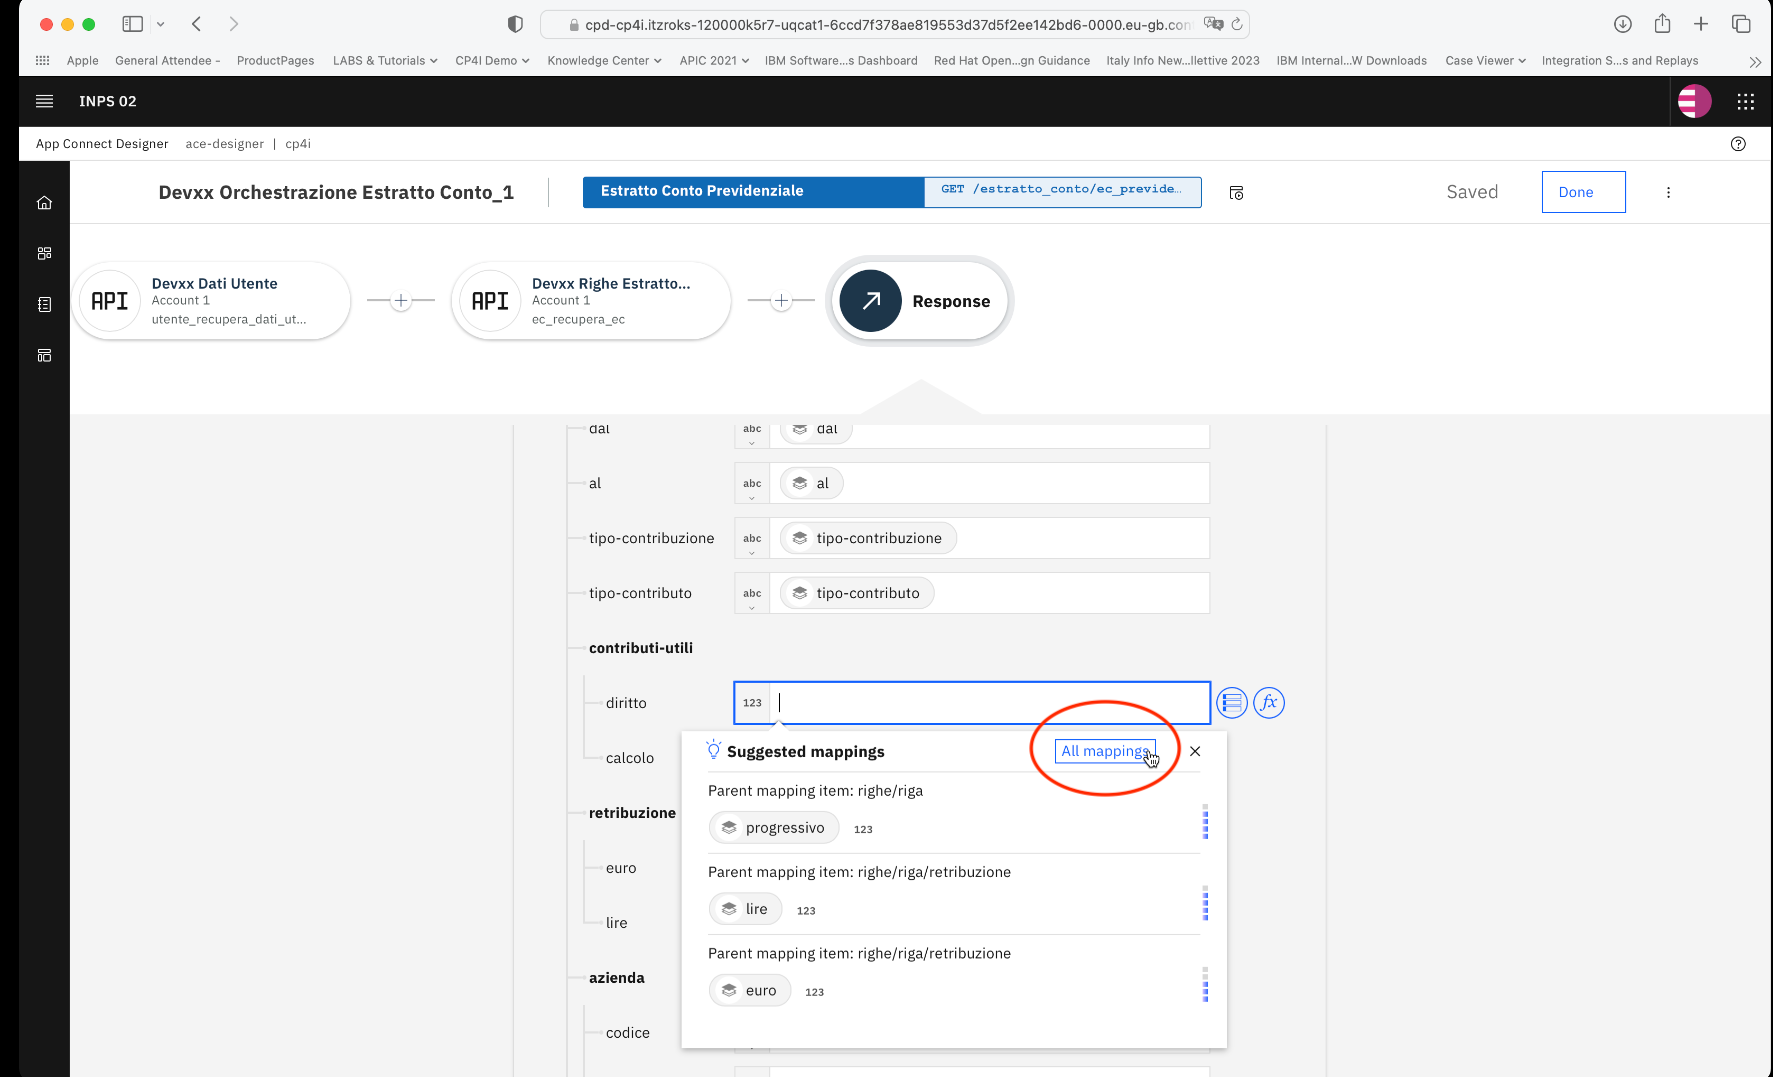 cpd-cp4i.itzroks-120000k5r7-uqcat1-6ccd7f378ae819553d37d5f2ee142bd6-0000.eu-gb.con
Apple General Attendee - ProductPages LABS & Tutorials CP4I Demo Knowledge Center APIC 2021 IBM Software...s Dashboard Red Hat Open...gn Guidance Italy Info New...llettive 2023 IBM Internal...W Downloads Case Viewer Integration S...s and Replays
INPS 02
App Connect Designer ace-designer | cp4i
Devxx Orchestrazione Estratto Conto_1
Estratto Conto Previdenziale GET /estratto_conto/ec_previde…
Saved
Done
API
Devxx Dati Utente
Account 1
utente_recupera_dati_ut...
API
Devxx Righe Estratto...
Account 1
ec_recupera_ec
Response
dal abc dal
al abc al
tipo-contribuzione abc tipo-contribuzione
tipo-contributo abc tipo-contributo
contributi-utili
diritto 123 fx
Suggested mappings All mappings
calcolo
Parent mapping item: righe/riga
retribuzione
progressivo 123
euro
Parent mapping item: righe/riga/retribuzione
lire 123
lire
Parent mapping item: righe/riga/retribuzione
azienda
euro 123
codice